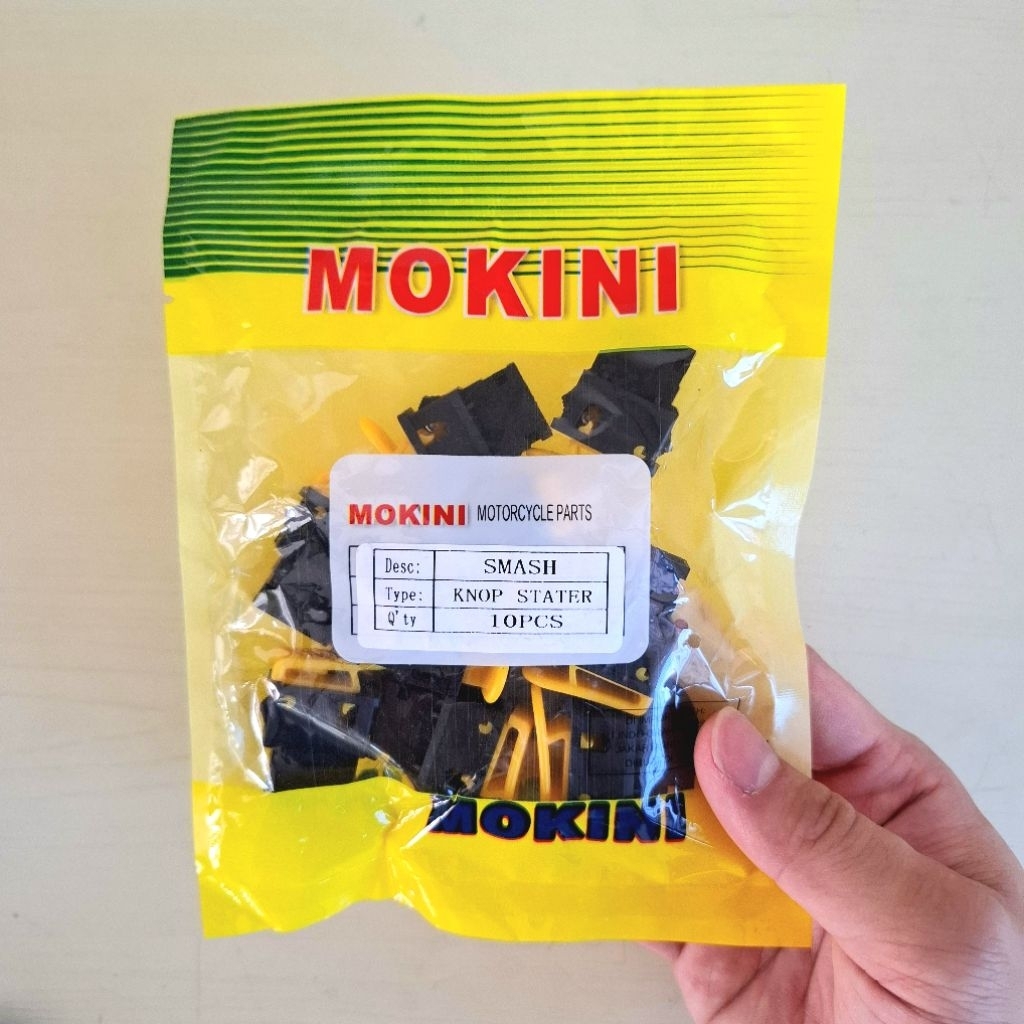 MOKINI
MOKINI MOTORCYCLE PARTS
Desc: SMASH
Type: KNOP STATER
Q'ty 10PCS
MOKINI